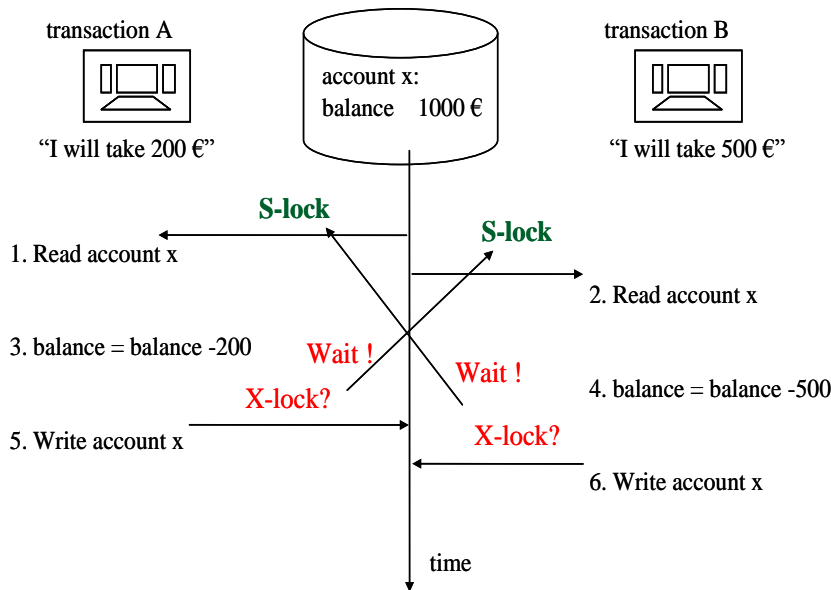 transaction A
transaction B
account x:
balance 1000 €
“I will take 200 €”
“I will take 500 €”
S-lock
S-lock
1. Read account x
2. Read account x
3. balance = balance -200
Wait !
Wait !
4. balance = balance -500
X-lock?
X-lock?
5. Write account x
6. Write account x
time